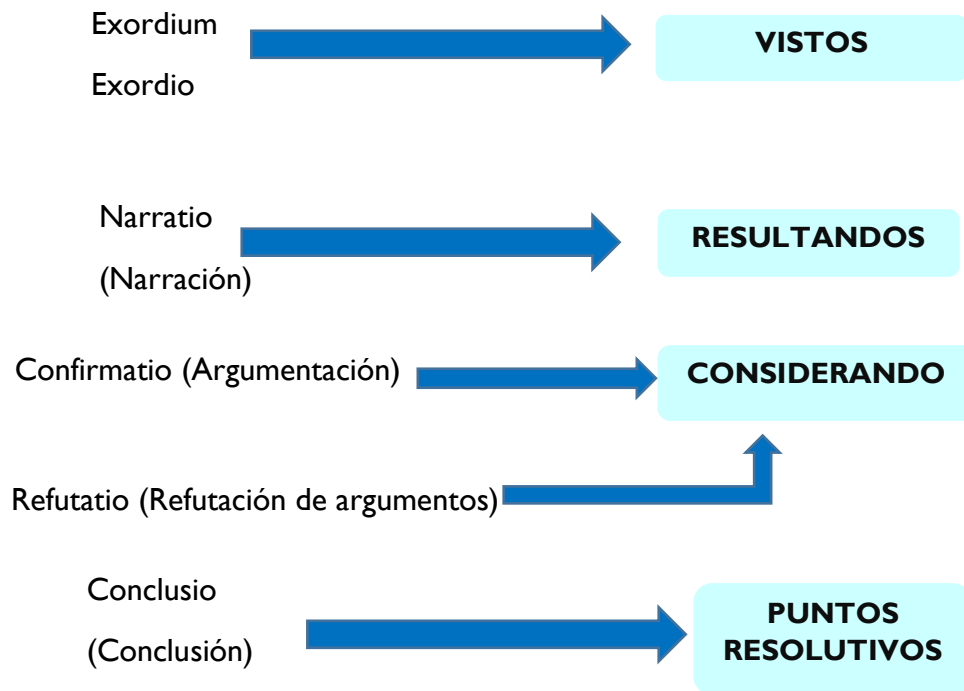 Exordium
Exordio
VISTOS
Narratio
(Narración)
RESULTANDOS
Confirmatio (Argumentación)
CONSIDERANDO
Refutatio (Refutación de argumentos)
Conclusio
(Conclusión)
PUNTOS
RESOLUTIVOS